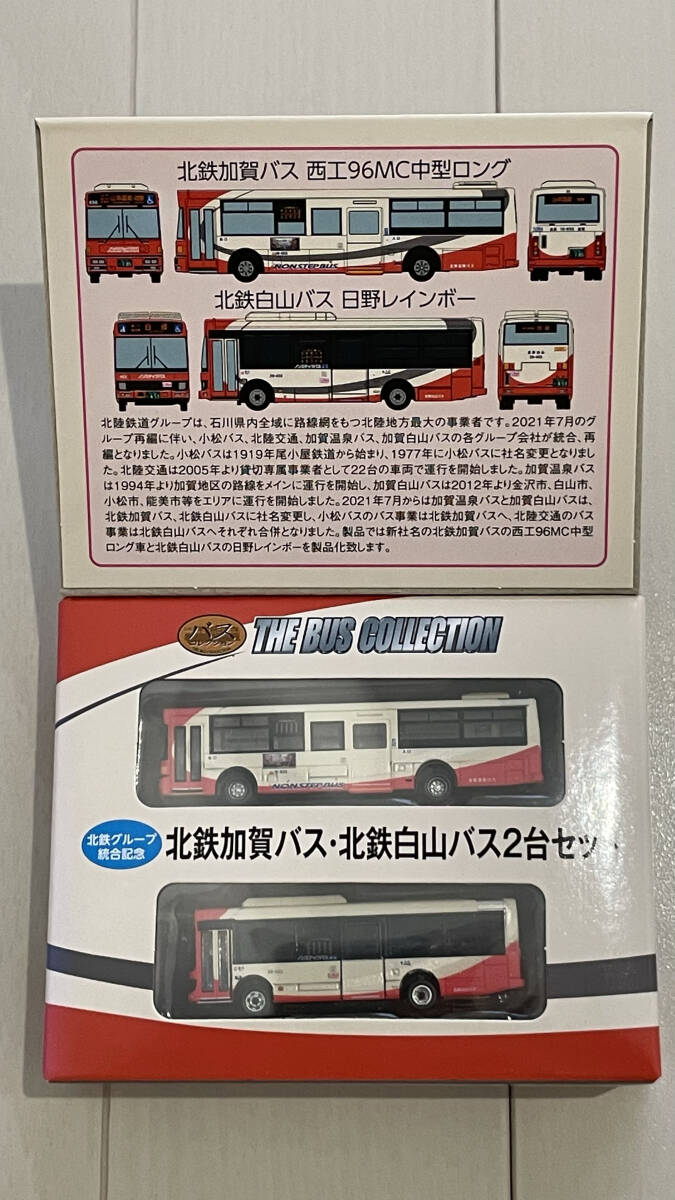 北鉄加賀バス 西工96MC中型ロング
NONSTEPBUS
北鉄白山バス 日野レインボー
北陸鉄道グループは、石川県内全域に路線網をもつ北陸地方最大の事業者です。2021年7月のグ
ループ再編に伴い、小松バス、北陸交通、加賀温泉バス、加賀白山バスの各グループ会社が統合、再
編となりました。小松バスは1919年尾小屋鉄道から始まり、1977年に小松バスに社名変更となりまし
た。北陸交通は2005年より貸切専属事業者として22台の車両で運行を開始しました。加賀温泉バス
は1994年より加賀地区の路線をメインに運行を開始し、加賀白山バスは2012年より金沢市、白山市、
小松市、能美市等をエリアに運行を開始しました。2021年7月からは加賀温泉バスと加賀白山バスは、
北鉄加賀バス、北鉄白山バスに社名変更し、小松バスのバス事業は北鉄加賀バスへ、北陸交通のバス
事業は北鉄白山バスへそれぞれ合併となりました。製品では新社名の北鉄加賀バスの西工96MC中型
ロング車と北鉄白山バスの日野レインボーを製品化致します。
バス
コレクション
THE BUS COLLECTION
NONSTEPBUS
北鉄グループ
統合記念
北鉄加賀バス・北鉄白山バス2台セット